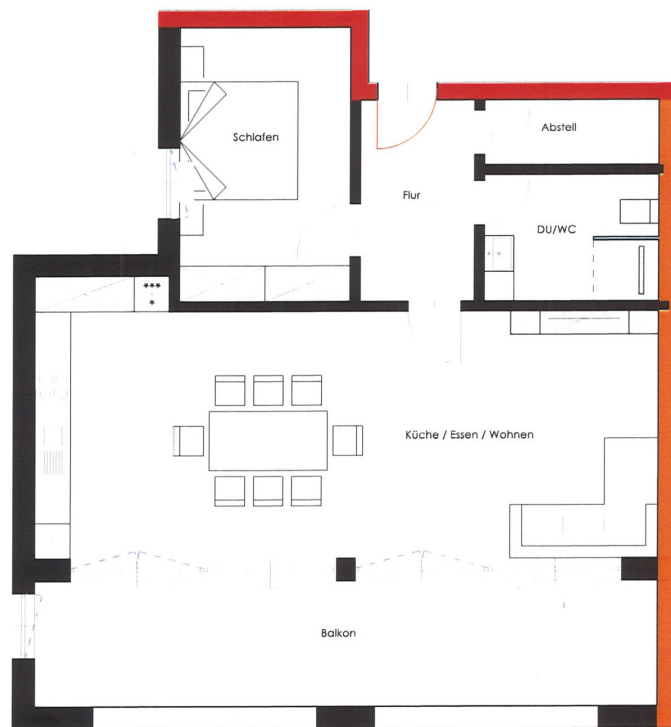 Schlafen
Abstell
Flur
DU/WC
Küche / Essen / Wohnen
Balkon